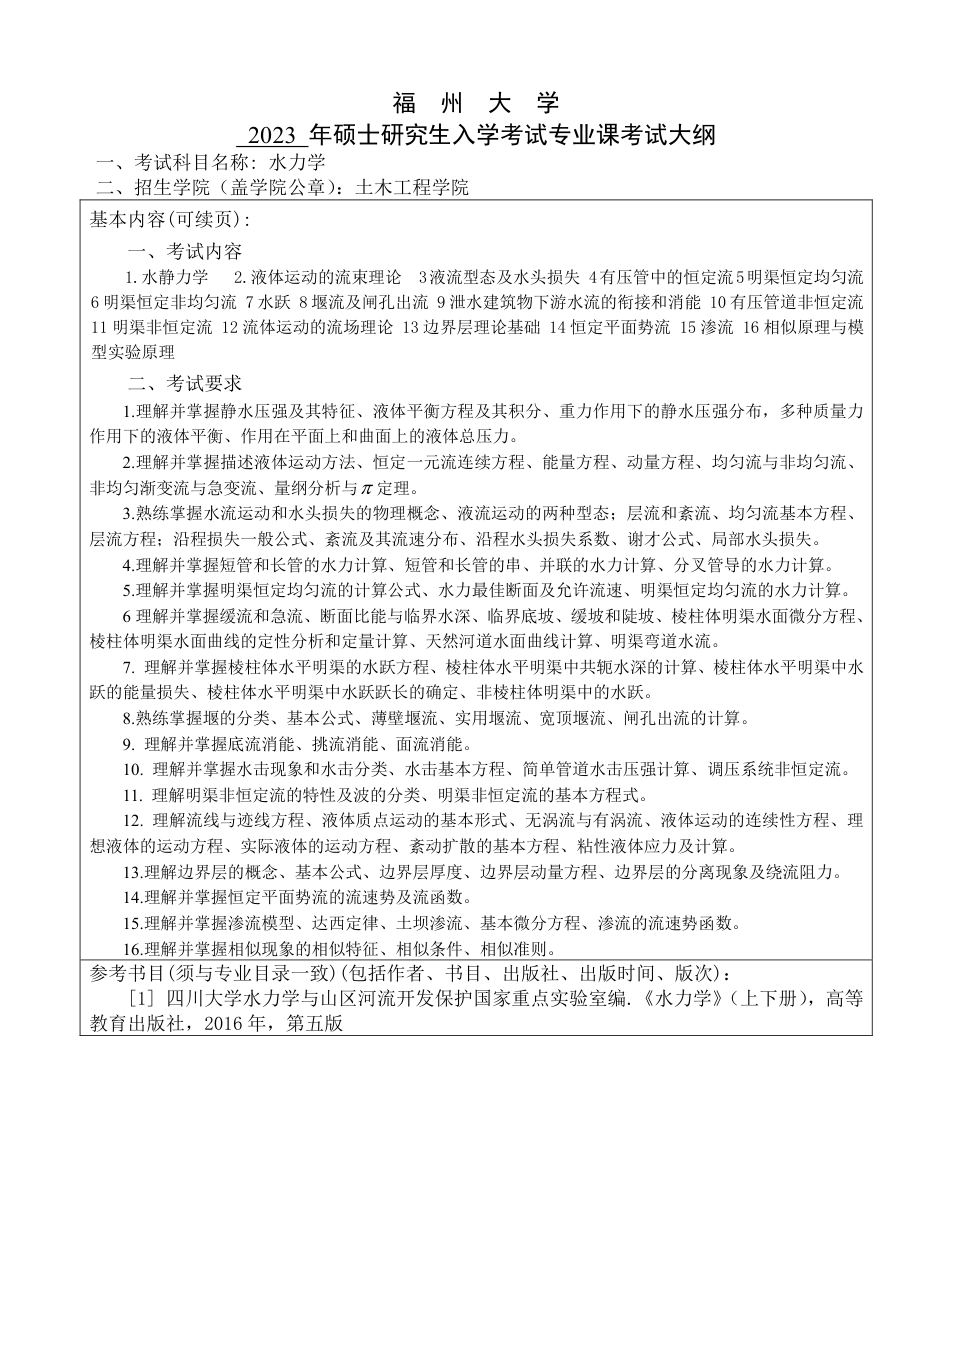 福 州 大 学
2023 年硕士研究生入学考试专业课考试大纲
一、考试科目名称: 水力学
二、招生学院（盖学院公章）：土木工程学院
基本内容(可续页):
一、考试内容
1. 水静力学 2. 液体运动的流束理论 3液流型态及水头损失 4有压管中的恒定流5明渠恒定均匀流
6 明渠恒定非均匀流 7 水跃 8 堰流及闸孔出流 9 泄水建筑物下游水流的衔接和消能 10 有压管道非恒定流
11 明渠非恒定流 12 流体运动的流场理论 13 边界层理论基础 14 恒定平面势流 15 渗流 16 相似原理与模
型实验原理
二、考试要求
1.理解并掌握静水压强及其特征、液体平衡方程及其积分、重力作用下的静水压强分布，多种质量力
作用下的液体平衡、作用在平面上和曲面上的液体总压力。
2.理解并掌握描述液体运动方法、恒定一元流连续方程、能量方程、动量方程、均匀流与非均匀流、
非均匀渐变流与急变流、量纲分析与π定理。
3.熟练掌握水流运动和水头损失的物理概念、液流运动的两种型态；层流和紊流、均匀流基本方程、
层流方程；沿程损失一般公式、紊流及其流速分布、沿程水头损失系数、谢才公式、局部水头损失。
4.理解并掌握短管和长管的水力计算、短管和长管的串、并联的水力计算、分叉管导的水力计算。
5.理解并掌握明渠恒定均匀流的计算公式、水力最佳断面及允许流速、明渠恒定均匀流的水力计算。
6 理解并掌握缓流和急流、断面比能与临界水深、临界底坡、缓坡和陡坡、棱柱体明渠水面微分方程、
棱柱体明渠水面曲线的定性分析和定量计算、天然河道水面曲线计算、明渠弯道水流。
7. 理解并掌握棱柱体水平明渠的水跃方程、棱柱体水平明渠中共轭水深的计算、棱柱体水平明渠中水
跃的能量损失、棱柱体水平明渠中水跃跃长的确定、非棱柱体明渠中的水跃。
8.熟练掌握堰的分类、基本公式、薄壁堰流、实用堰流、宽顶堰流、闸孔出流的计算。
9. 理解并掌握底流消能、挑流消能、面流消能。
10. 理解并掌握水击现象和水击分类、水击基本方程、简单管道水击压强计算、调压系统非恒定流。
11. 理解明渠非恒定流的特性及波的分类、明渠非恒定流的基本方程式。
12. 理解流线与迹线方程、液体质点运动的基本形式、无涡流与有涡流、液体运动的连续性方程、理
想液体的运动方程、实际液体的运动方程、紊动扩散的基本方程、粘性液体应力及计算。
13.理解边界层的概念、基本公式、边界层厚度、边界层动量方程、边界层的分离现象及绕流阻力。
14.理解并掌握恒定平面势流的流速势及流函数。
15.理解并掌握渗流模型、达西定律、土坝渗流、基本微分方程、渗流的流速势函数。
16.理解并掌握相似现象的相似特征、相似条件、相似准则。
参考书目(须与专业目录一致)(包括作者、书目、出版社、出版时间、版次)：
[1] 四川大学水力学与山区河流开发保护国家重点实验室编.《水力学》（上下册），高等
教育出版社，2016 年，第五版